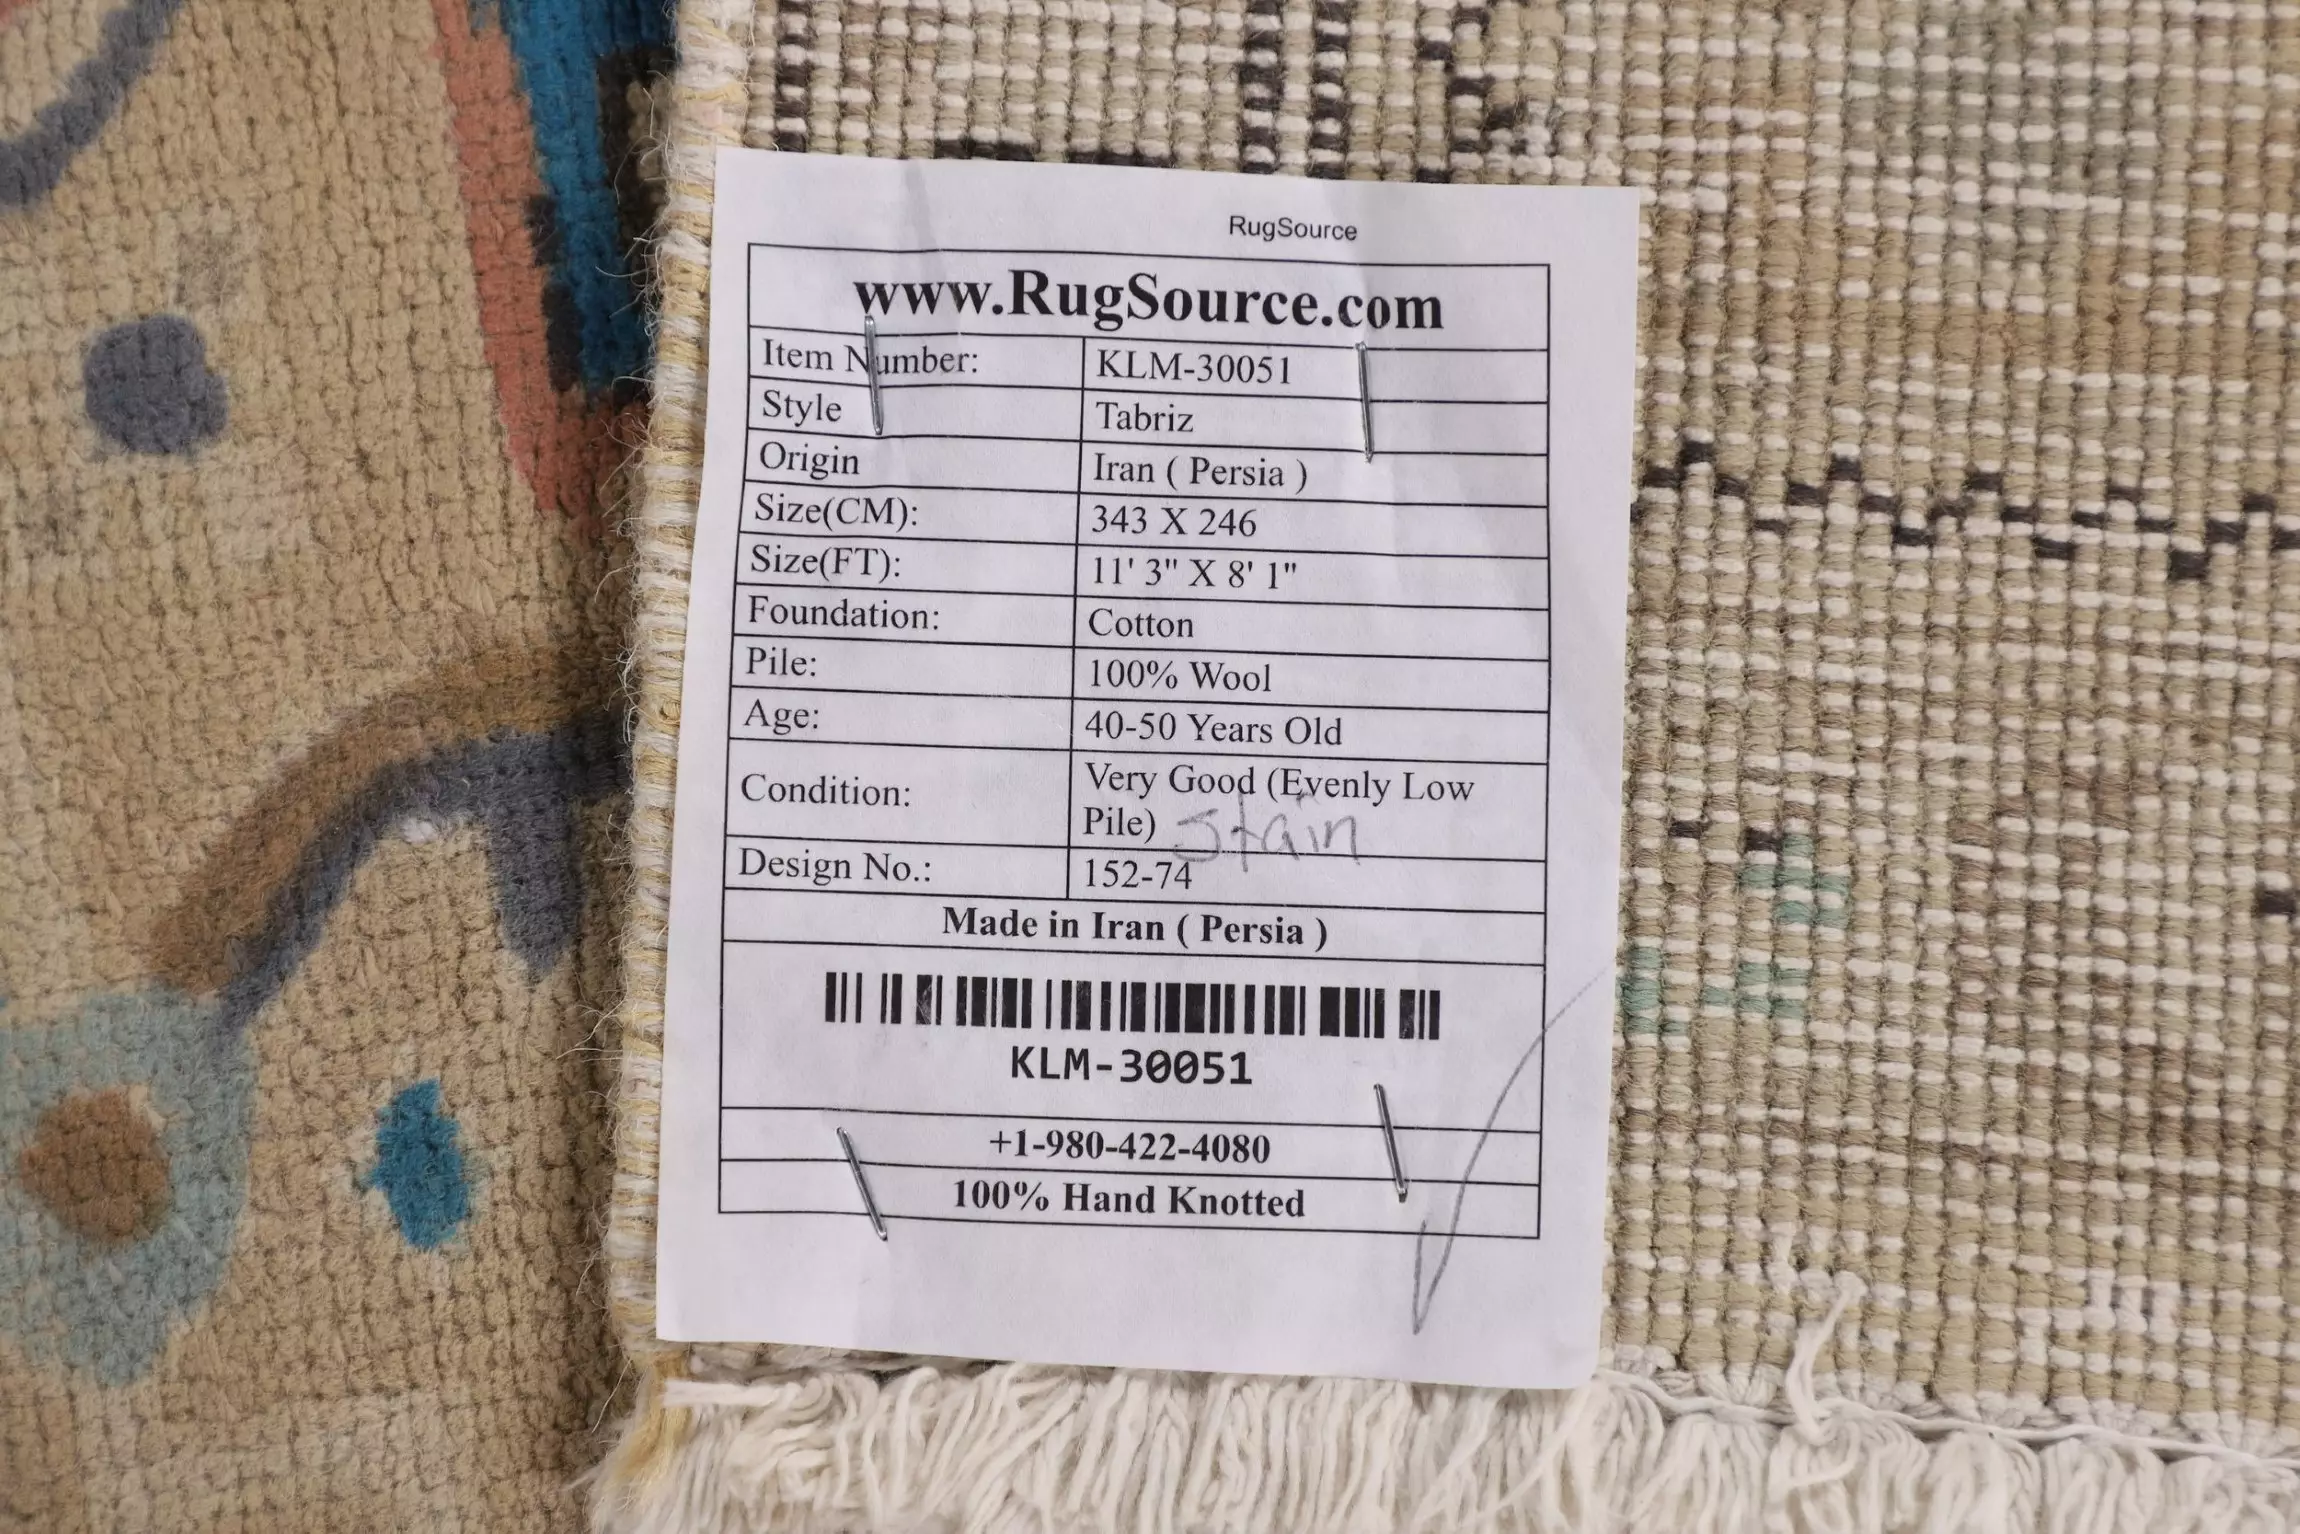 RugSource
www.RugSource.com
Item Number: KLM-30051
Style Tabriz
Origin Iran ( Persia )
Size(CM): 343 X 246
Size(FT): 11' 3" X 8' 1"
Foundation: Cotton
Pile: 100% Wool
Age: 40-50 Years Old
Condition: Very Good (Evenly Low
Pile) stain
Design No.: 152-74
Made in Iran ( Persia )
KLM-30051
+1-980-422-4080
100% Hand Knotted